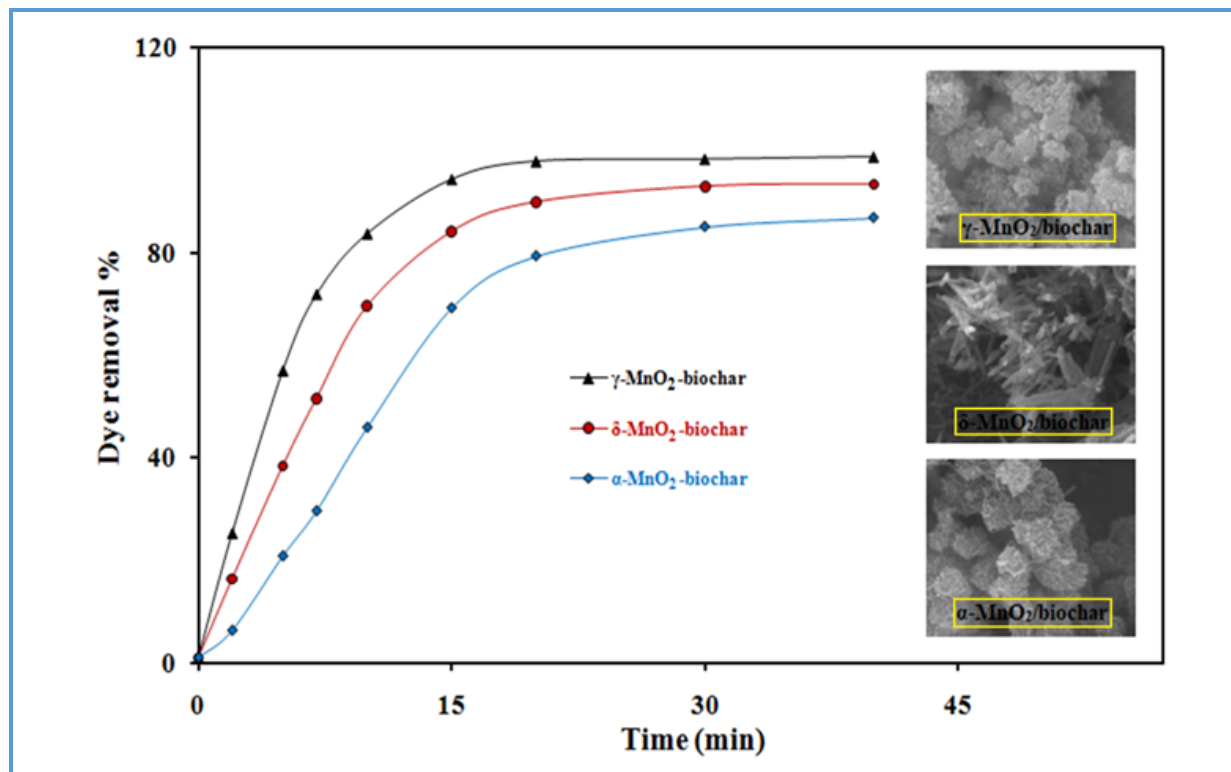 120
80
40
0
Dye removal %
0 15 30 45
Time (min)
γ-MnO₂-biochar
δ-MnO₂-biochar
α-MnO₂-biochar
γ-MnO₂/biochar
δ-MnO₂/biochar
α-MnO₂/biochar